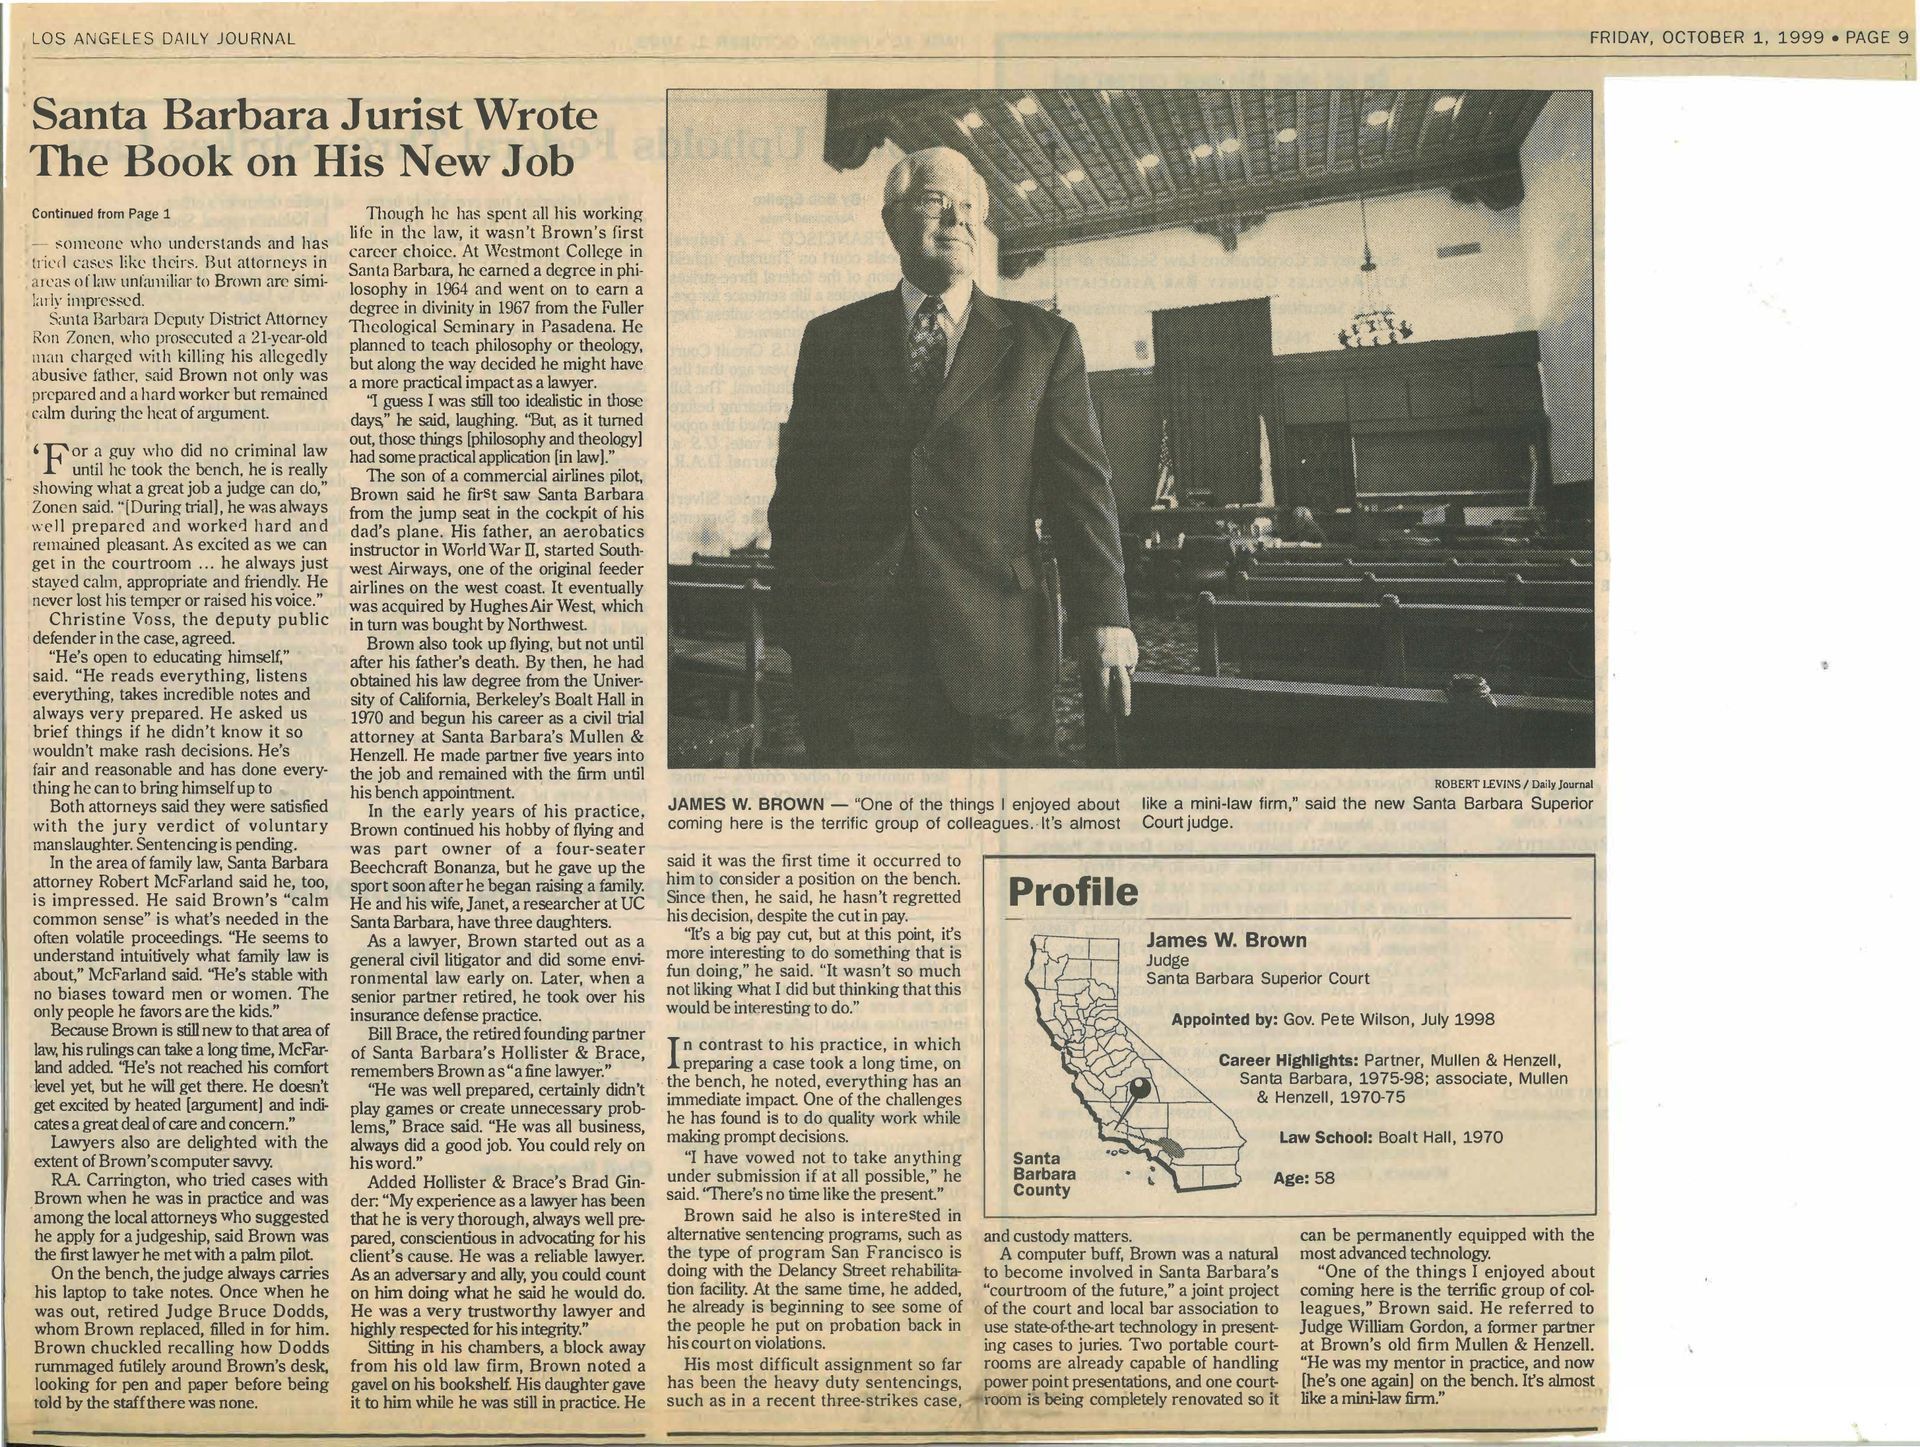 LOS ANGELES DAILY JOURNAL
FRIDAY, OCTOBER 1, 1999 • PAGE 9
Santa Barbara Jurist Wrote
The Book on His New Job
Continued from Page 1
— someone who understands and has
tried cases like theirs. But attorneys in
areas of law unfamiliar to Brown are simi-
larly impressed.
Santa Barbara Deputy District Attorney
Ron Zonen, who prosecuted a 21-year-old
man charged with killing his allegedly
abusive father, said Brown not only was
prepared and a hard worker but remained
calm during the heat of argument.
‘For a guy who did no criminal law
until he took the bench, he is really
showing what a great job a judge can do,”
Zonen said. “[During trial], he was always
well prepared and worked hard and
remained pleasant. As excited as we can
get in the courtroom ... he always just
stayed calm, appropriate and friendly. He
never lost his temper or raised his voice.”
Christine Voss, the deputy public
defender in the case, agreed.
“He's open to educating himself,”
said. “He reads everything, listens
everything, takes incredible notes and
always very prepared. He asked us
brief things if he didn't know it so
wouldn't make rash decisions. He's
fair and reasonable and has done every-
thing he can to bring himself up to
Both attorneys said they were satisfied
with the jury verdict of voluntary
manslaughter. Sentencing is pending.
In the area of family law, Santa Barbara
attorney Robert McFarland said he, too,
is impressed. He said Brown's “calm
common sense” is what's needed in the
often volatile proceedings. “He seems to
understand intuitively what family law is
about,” McFarland said. “He's stable with
no biases toward men or women. The
only people he favors are the kids.”
Because Brown is still new to that area of
law, his rulings can take a long time, McFar-
land added. “He's not reached his comfort
level yet, but he will get there. He doesn't
get excited by heated [argument] and indi-
cates a great deal of care and concern.”
Lawyers also are delighted with the
extent of Brown's computer savvy.
R.A. Carrington, who tried cases with
Brown when he was in practice and was
among the local attorneys who suggested
he apply for a judgeship, said Brown was
the first lawyer he met with a palm pilot.
On the bench, the judge always carries
his laptop to take notes. Once when he
was out, retired Judge Bruce Dodds,
whom Brown replaced, filled in for him.
Brown chuckled recalling how Dodds
rummaged futilely around Brown's desk,
looking for pen and paper before being
told by the staff there was none.
Though he has spent all his working
life in the law, it wasn't Brown's first
career choice. At Westmont College in
Santa Barbara, he earned a degree in phi-
losophy in 1964 and went on to earn a
degree in divinity in 1967 from the Fuller
Theological Seminary in Pasadena. He
planned to teach philosophy or theology,
but along the way decided he might have
a more practical impact as a lawyer.
“I guess I was still too idealistic in those
days,” he said, laughing. “But, as it turned
out, those things [philosophy and theology]
had some practical application [in law].”
The son of a commercial airlines pilot,
Brown said he first saw Santa Barbara
from the jump seat in the cockpit of his
dad's plane. His father, an aerobatics
instructor in World War II, started South-
west Airways, one of the original feeder
airlines on the west coast. It eventually
was acquired by Hughes Air West, which
in turn was bought by Northwest.
Brown also took up flying, but not until
after his father's death. By then, he had
obtained his law degree from the Univer-
sity of California, Berkeley's Boalt Hall in
1970 and begun his career as a civil trial
attorney at Santa Barbara's Mullen &
Henzell. He made partner five years into
the job and remained with the firm until
his bench appointment.
In the early years of his practice,
Brown continued his hobby of flying and
was part owner of a four-seater
Beechcraft Bonanza, but he gave up the
sport soon after he began raising a family.
He and his wife, Janet, a researcher at UC
Santa Barbara, have three daughters.
As a lawyer, Brown started out as a
general civil litigator and did some envi-
ronmental law early on. Later, when a
senior partner retired, he took over his
insurance defense practice.
Bill Brace, the retired founding partner
of Santa Barbara's Hollister & Brace,
remembers Brown as “a fine lawyer.”
“He was well prepared, certainly didn't
play games or create unnecessary prob-
lems,” Brace said. “He was all business,
always did a good job. You could rely on
his word.”
Added Hollister & Brace's Brad Gin-
der: “My experience as a lawyer has been
that he is very thorough, always well pre-
pared, conscientious in advocating for his
client's cause. He was a reliable lawyer.
As an adversary and ally, you could count
on him doing what he said he would do.
He was a very trustworthy lawyer and
highly respected for his integrity.”
Sitting in his chambers, a block away
from his old law firm, Brown noted a
gavel on his bookshelf. His daughter gave
it to him while he was still in practice. He
ROBERT LEVINS / Daily Journal
JAMES W. BROWN — “One of the things I enjoyed about
coming here is the terrific group of colleagues. It's almost
like a mini-law firm,” said the new Santa Barbara Superior
Court judge.
said it was the first time it occurred to
him to consider a position on the bench.
Since then, he said, he hasn't regretted
his decision, despite the cut in pay.
“It's a big pay cut, but at this point, it's
more interesting to do something that is
fun doing,” he said. “It wasn't so much
not liking what I did but thinking that this
would be interesting to do.”
In contrast to his practice, in which
preparing a case took a long time, on
the bench, he noted, everything has an
immediate impact. One of the challenges
he has found is to do quality work while
making prompt decisions.
“I have vowed not to take anything
under submission if at all possible,” he
said. “There's no time like the present.”
Brown said he also is interested in
alternative sentencing programs, such as
the type of program San Francisco is
doing with the Delancy Street rehabilita-
tion facility. At the same time, he added,
he already is beginning to see some of
the people he put on probation back in
his court on violations.
His most difficult assignment so far
has been the heavy duty sentencings,
such as in a recent three-strikes case,
Profile
James W. Brown
Judge
Santa Barbara Superior Court
Appointed by: Gov. Pete Wilson, July 1998
Career Highlights: Partner, Mullen & Henzell,
Santa Barbara, 1975-98; associate, Mullen
& Henzell, 1970-75
Law School: Boalt Hall, 1970
Age: 58
Santa
Barbara
County
and custody matters.
A computer buff, Brown was a natural
to become involved in Santa Barbara's
“courtroom of the future,” a joint project
of the court and local bar association to
use state-of-the-art technology in present-
ing cases to juries. Two portable court-
rooms are already capable of handling
power point presentations, and one court-
room is being completely renovated so it
can be permanently equipped with the
most advanced technology.
“One of the things I enjoyed about
coming here is the terrific group of col-
leagues,” Brown said. He referred to
Judge William Gordon, a former partner
at Brown's old firm Mullen & Henzell.
“He was my mentor in practice, and now
[he's one again] on the bench. It's almost
like a mini-law firm.”